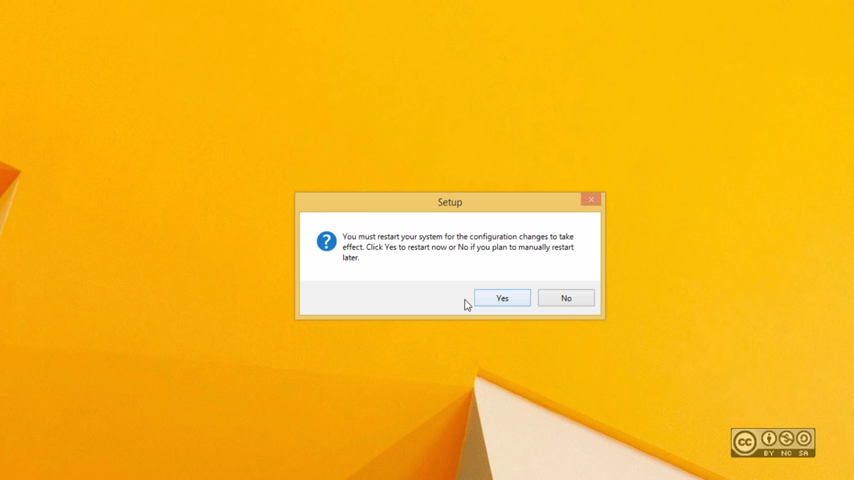 Setup
You must restart your system for the configuration changes to take
effect. Click Yes to restart now or No if you plan to manually restart
later.
Yes
No
cc
BY NC SA